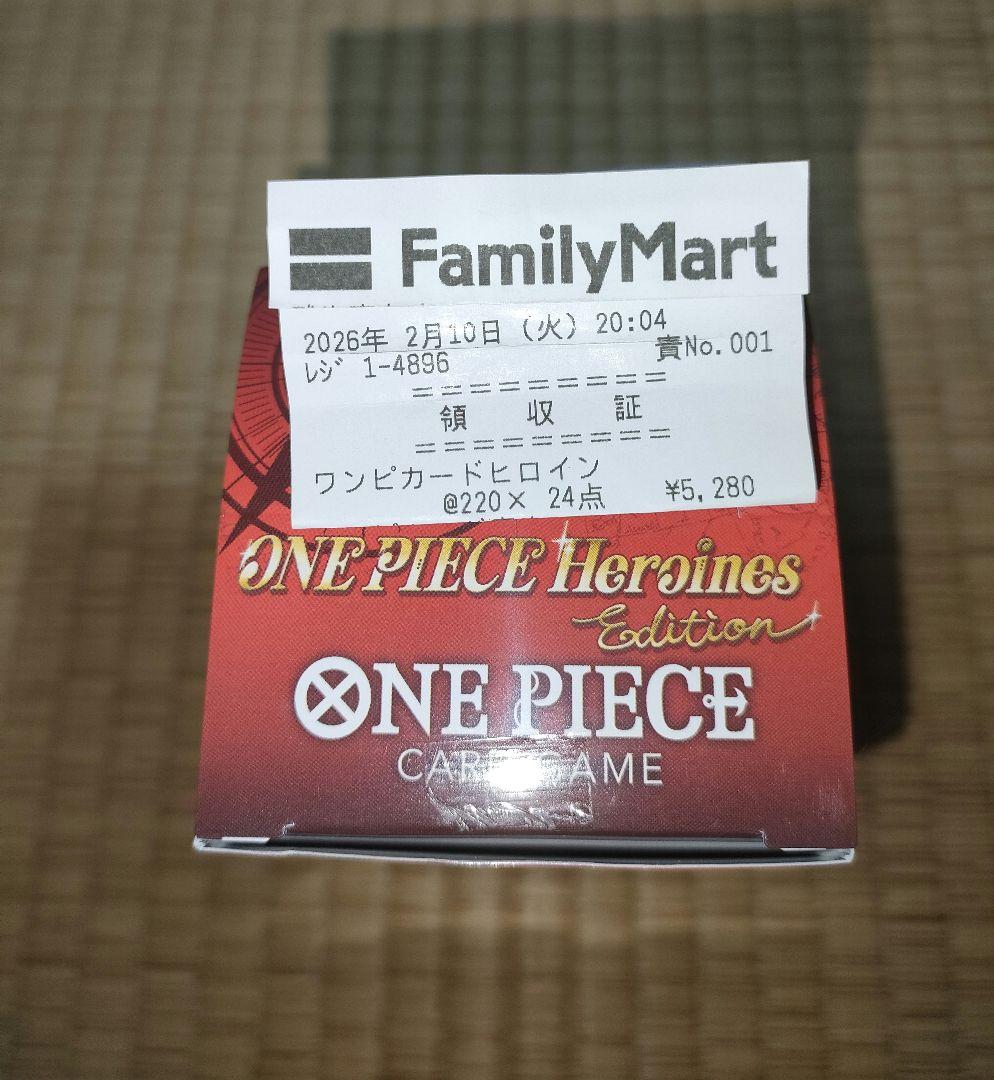 FamilyMart
2026年 2月10日 (火) 20:04
ﾚｼﾞ 1-4896 責No.001
=========
領 収 証
=========
ワンピカードヒロイン
@220× 24点 ¥5,280
ONE PIECE Heroines
Edition
ONE PIECE
CARD GAME